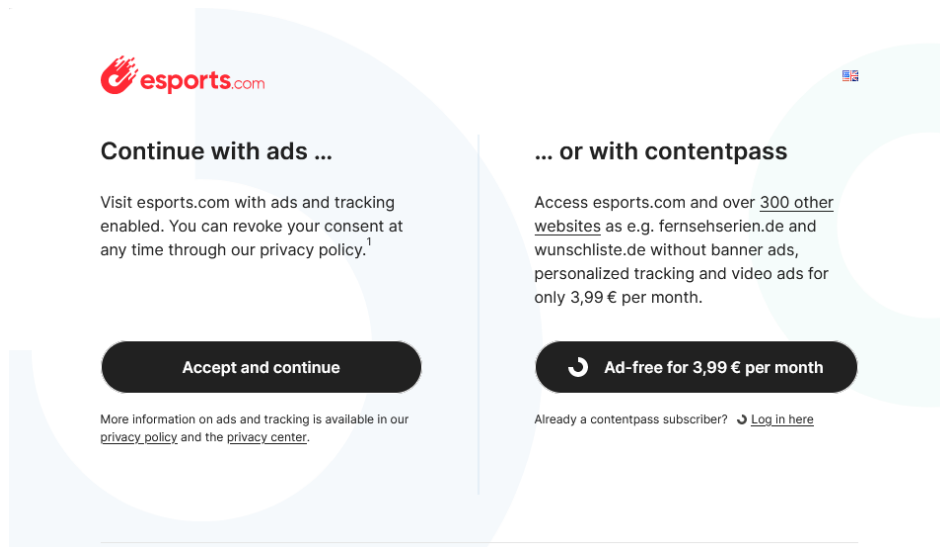 esports.com
Continue with ads ...
Visit esports.com with ads and tracking
enabled. You can revoke your consent at
any time through our privacy policy.1
Accept and continue
More information on ads and tracking is available in our
privacy policy and the privacy center.
... or with contentpass
Access esports.com and over 300 other
websites as e.g. fernsehserien.de and
wunschliste.de without banner ads,
personalized tracking and video ads for
only 3,99 € per month.
Ad-free for 3,99 € per month
Already a contentpass subscriber? Log in here